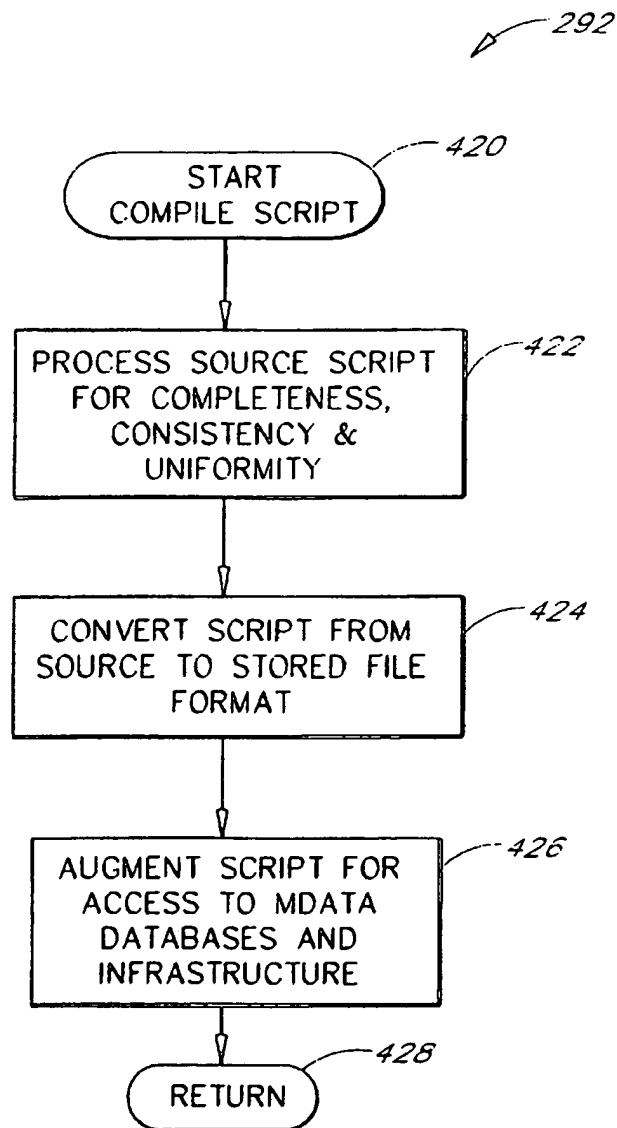 292
420
START
COMPILE SCRIPT
422
PROCESS SOURCE SCRIPT
FOR COMPLETENESS,
CONSISTENCY &
UNIFORMITY
424
CONVERT SCRIPT FROM
SOURCE TO STORED FILE
FORMAT
426
AUGMENT SCRIPT FOR
ACCESS TO MDATA
DATABASES AND
INFRASTRUCTURE
428
RETURN